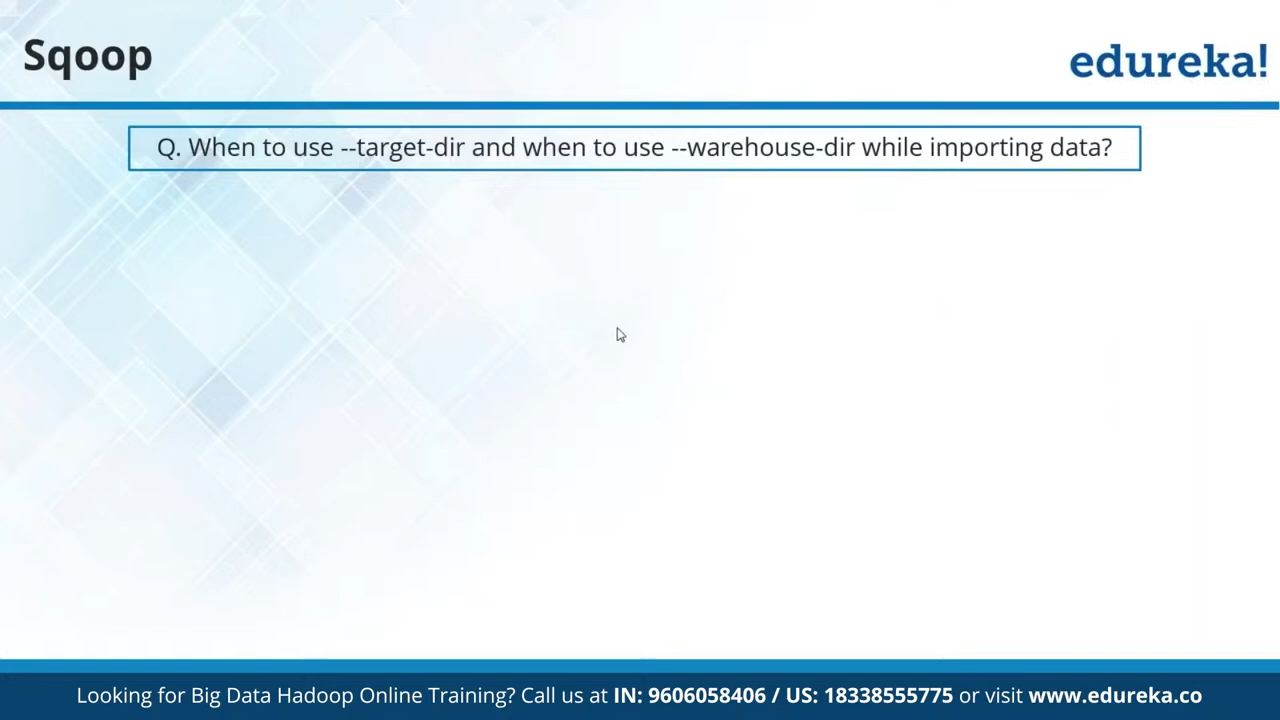 Sqoop
edureka!
Q. When to use --target-dir and when to use --warehouse-dir while importing data?
Looking for Big Data Hadoop Online Training? Call us at IN: 9606058406 / US: 18338555775 or visit www.edureka.co